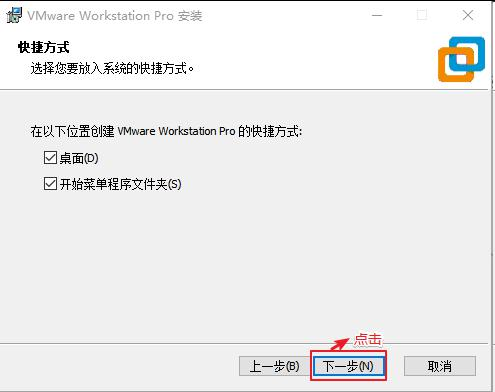 VMware Workstation Pro 安装
快捷方式
选择您要放入系统的快捷方式。
在以下位置创建 VMware Workstation Pro 的快捷方式:
桌面(D)
开始菜单程序文件夹(S)
点击
上一步(B) 下一步(N) 取消